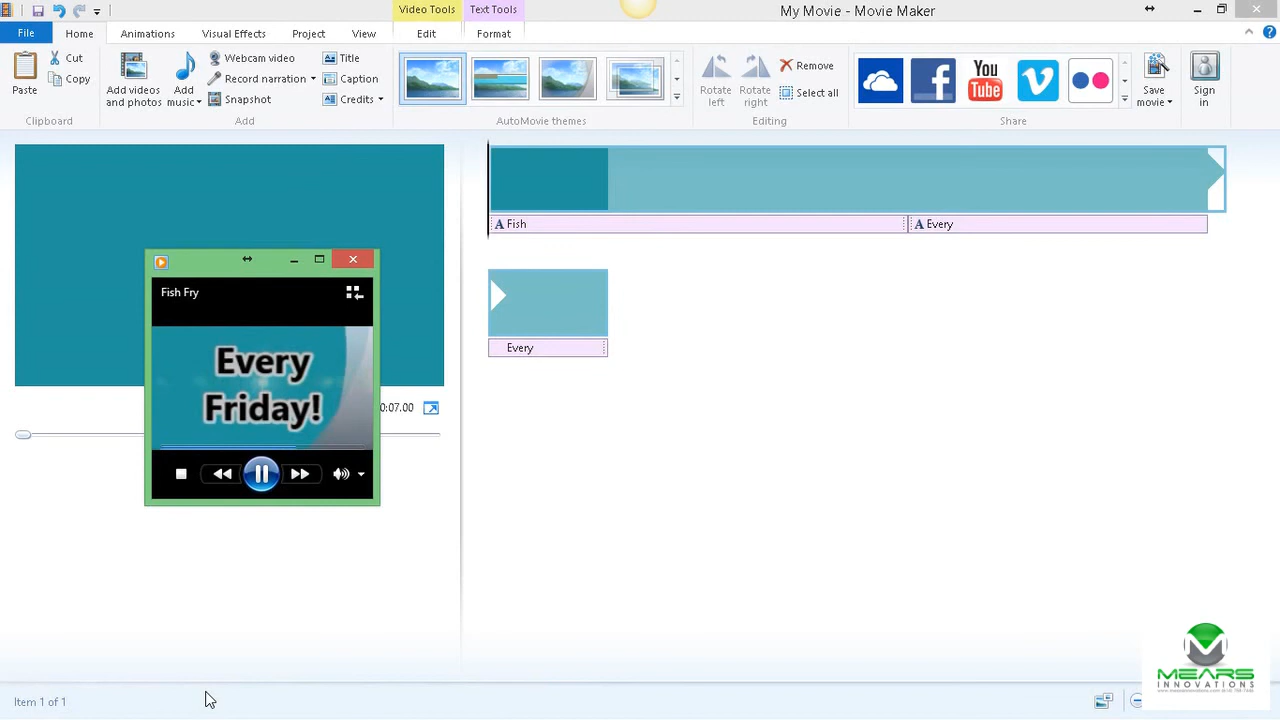 Video Tools
Text Tools
My Movie - Movie Maker
File
Home
Animations
Visual Effects
Project
View
Edit
Format
Paste
Cut
Copy
Clipboard
Add videos
and photos
Add
music
Webcam video
Record narration
Snapshot
Title
Caption
Credits
Add
AutoMovie themes
Rotate
left
Rotate
right
Remove
Select all
Editing
f
You
Tube
Share
Save
movie
Sign
in
A Fish
A Every
Every
Fish Fry
Every
Friday!
0:07.00
Item 1 of 1
MEARS
INNOVATIONS